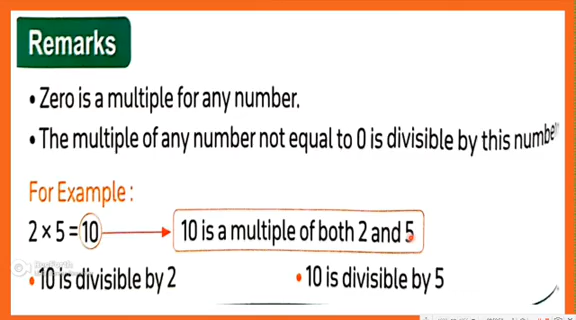 Remarks
• Zero is a multiple for any number.
• The multiple of any number not equal to 0 is divisible by this number
For Example :
2 × 5 = 10 → 10 is a multiple of both 2 and 5
• 10 is divisible by 2 • 10 is divisible by 5